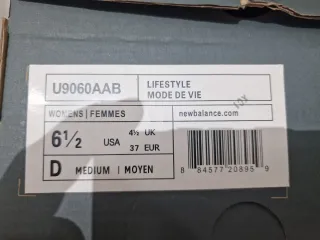 U9060AAB
LIFESTYLE
MODE DE VIE
13X
WOMENS | FEMMES
newbalance.com
6½ USA 4½ UK
37 EUR
D MEDIUM | MOYEN
8 84577 20895 9